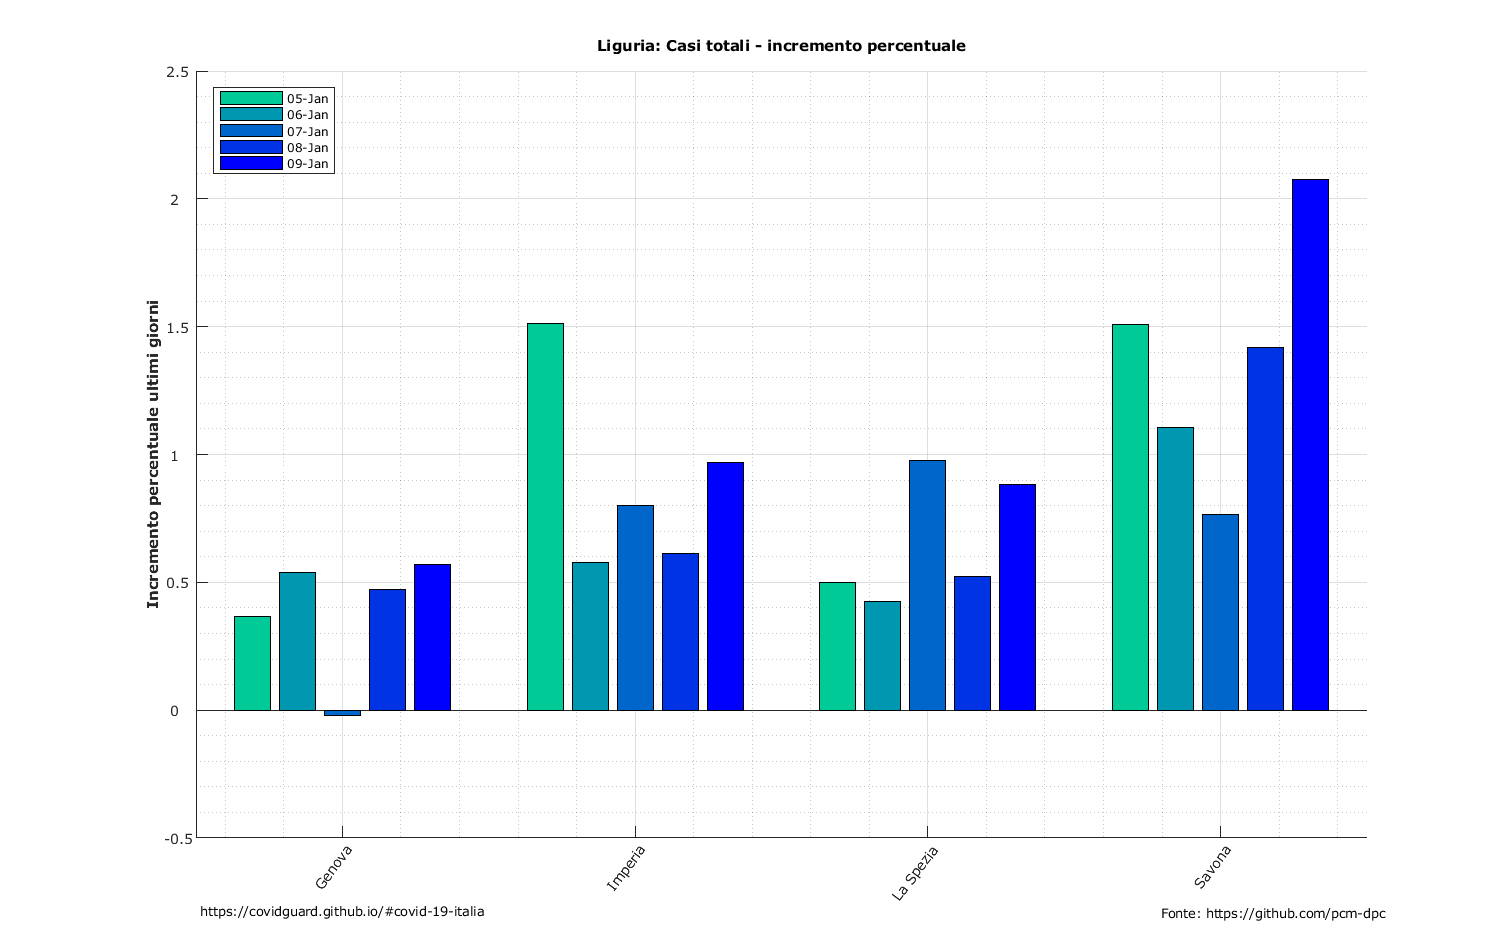 Liguria: Casi totali - incremento percentuale
2.5
2
1.5
1
0.5
0
-0.5
Incremento percentuale ultimi giorni
05-Jan
06-Jan
07-Jan
08-Jan
09-Jan
Genova
Imperia
La Spezia
Savona
https://covidguard.github.io/#covid-19-italia
Fonte: https://github.com/pcm-dpc